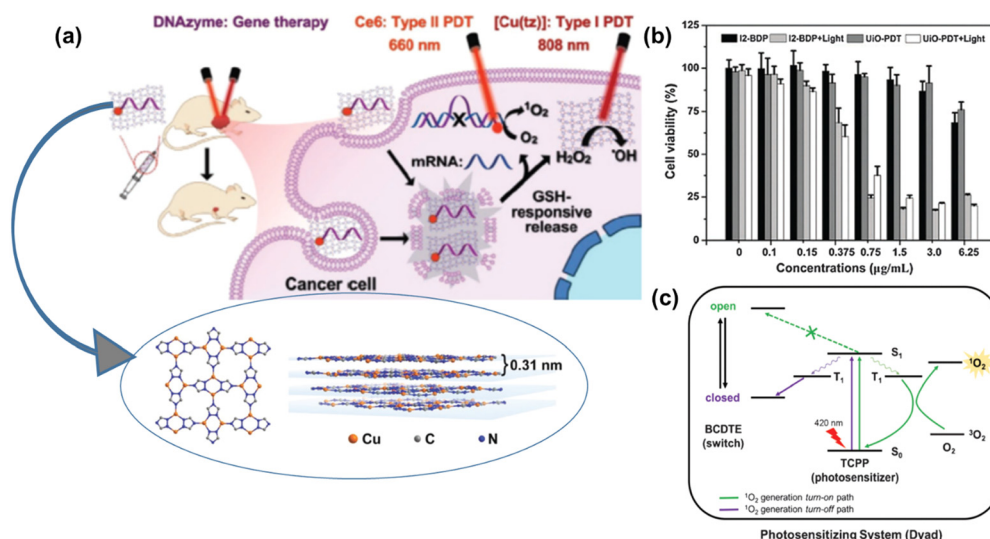 (a)
DNAzyme: Gene therapy
Ce6: Type II PDT
660 nm
[Cu(tz)]: Type I PDT
808 nm
X
¹O₂
O₂
mRNA:
H₂O₂
·OH
GSH-
responsive
release
Cancer cell
0.31 nm
Cu
C
N
(b)
I2-BDP
I2-BDP+Light
UiO-PDT
UiO-PDT+Light
Cell viability (%)
125
100
75
50
25
0
0
0.1
0.15
0.375
0.75
1.5
3.0
6.25
Concentrations (μg/mL)
(c)
open
closed
BCDTE
(switch)
S₁
T₁
T₁
420 nm
S₀
TCPP
(photosensitizer)
¹O₂
³O₂
O₂
¹O₂ generation turn-on path
¹O₂ generation turn-off path
Photosensitizing System (Dyad)